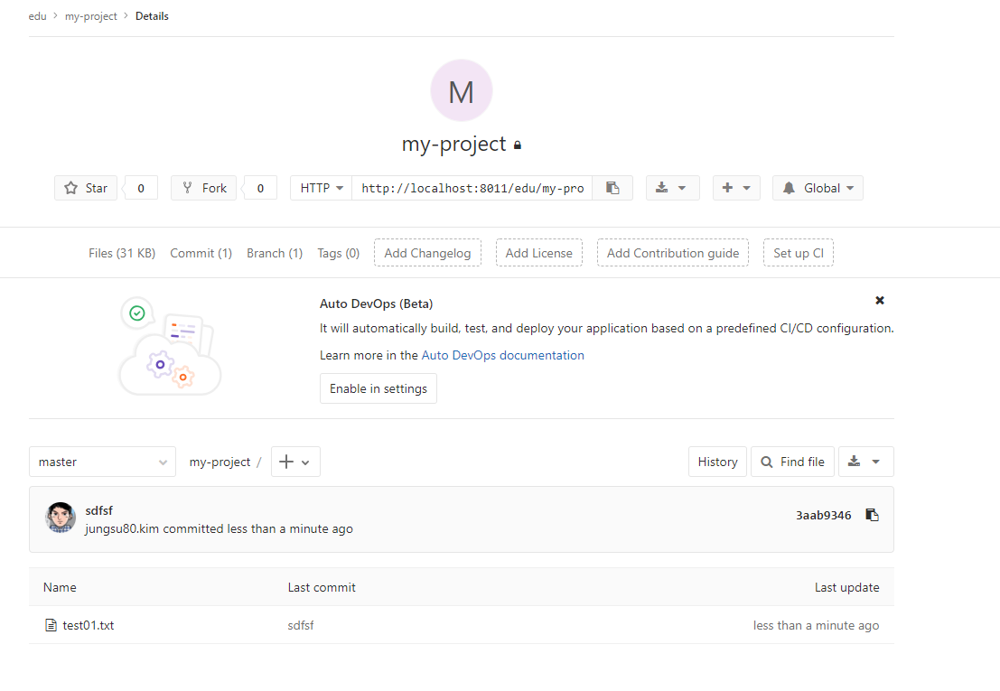 edu > my-project > Details
M
my-project
Star 0 Fork 0 HTTP http://localhost:8011/edu/my-pro Global
Files (31 KB) Commit (1) Branch (1) Tags (0) Add Changelog Add License Add Contribution guide Set up CI
Auto DevOps (Beta)
It will automatically build, test, and deploy your application based on a predefined CI/CD configuration.
Learn more in the Auto DevOps documentation
Enable in settings
master my-project / History Find file
sdfsf
jungsu80.kim committed less than a minute ago
3aab9346
Name Last commit Last update
test01.txt sdfsf less than a minute ago